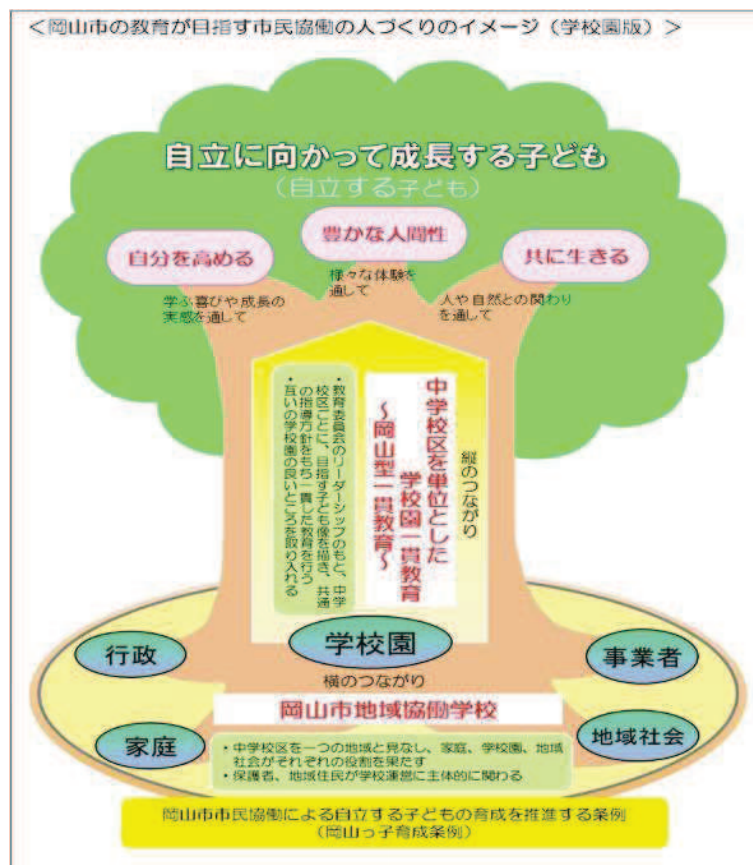 ＜岡山市の教育が目指す市民協働の人づくりのイメージ（学校園版）＞
自立に向かって成長する子ども
（自立する子ども）
自分を高める
豊かな人間性
共に生きる
学ぶ喜びや成長の
実感を通して
様々な体験を
通して
人や自然との関わり
を通して
縦のつながり
中学校区を単位とした
学校園一貫教育
～岡山型一貫教育～
・教育委員会のリーダーシップのもと、中学
校区ごとに、目指す子ども像を描き、共通
の指導方針をもち一貫した教育を行う
・互いの学校園の良いところを取り入れる
行政
学校園
事業者
横のつながり
岡山市地域協働学校
家庭
地域社会
・中学校区を一つの地域と見なし、家庭、学校園、地域
社会がそれぞれの役割を果たす
・保護者、地域住民が学校運営に主体的に関わる
岡山市市民協働による自立する子どもの育成を推進する条例
（岡山っ子育成条例）